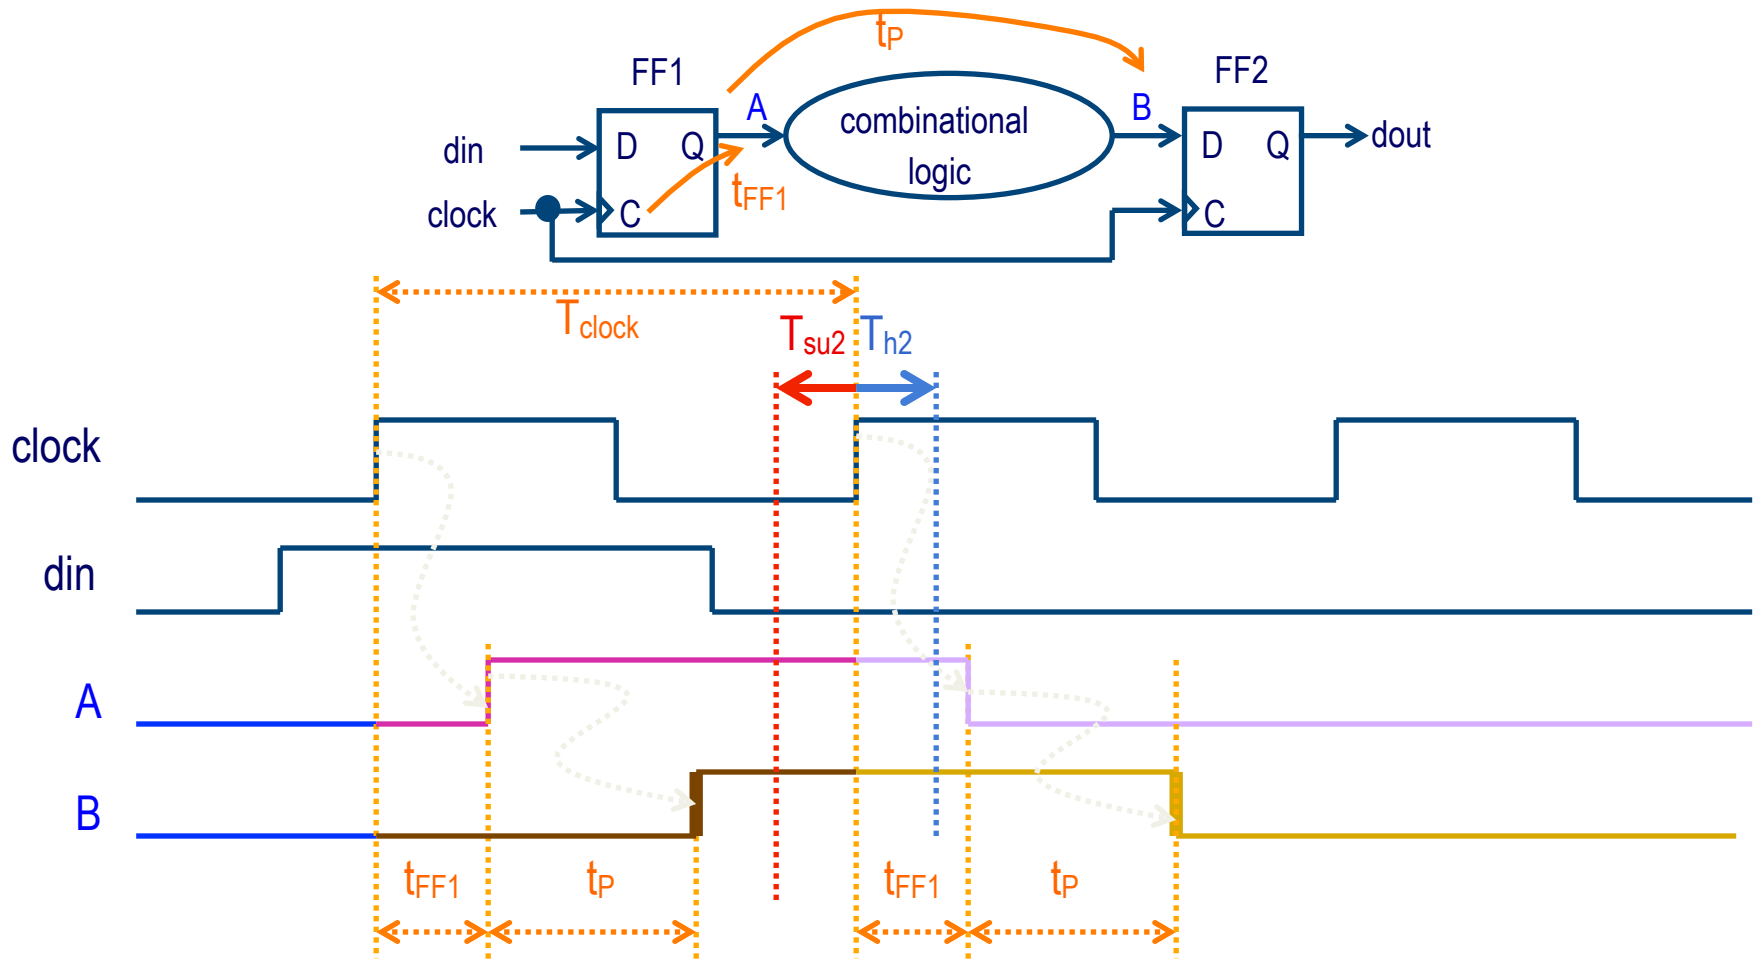 tP
FF1
FF2
A
B
din
D
Q
combinational
logic
D
Q
dout
clock
C
tFF1
C
Tclock
Tsu2
Th2
clock
din
A
B
tFF1
tP
tFF1
tP